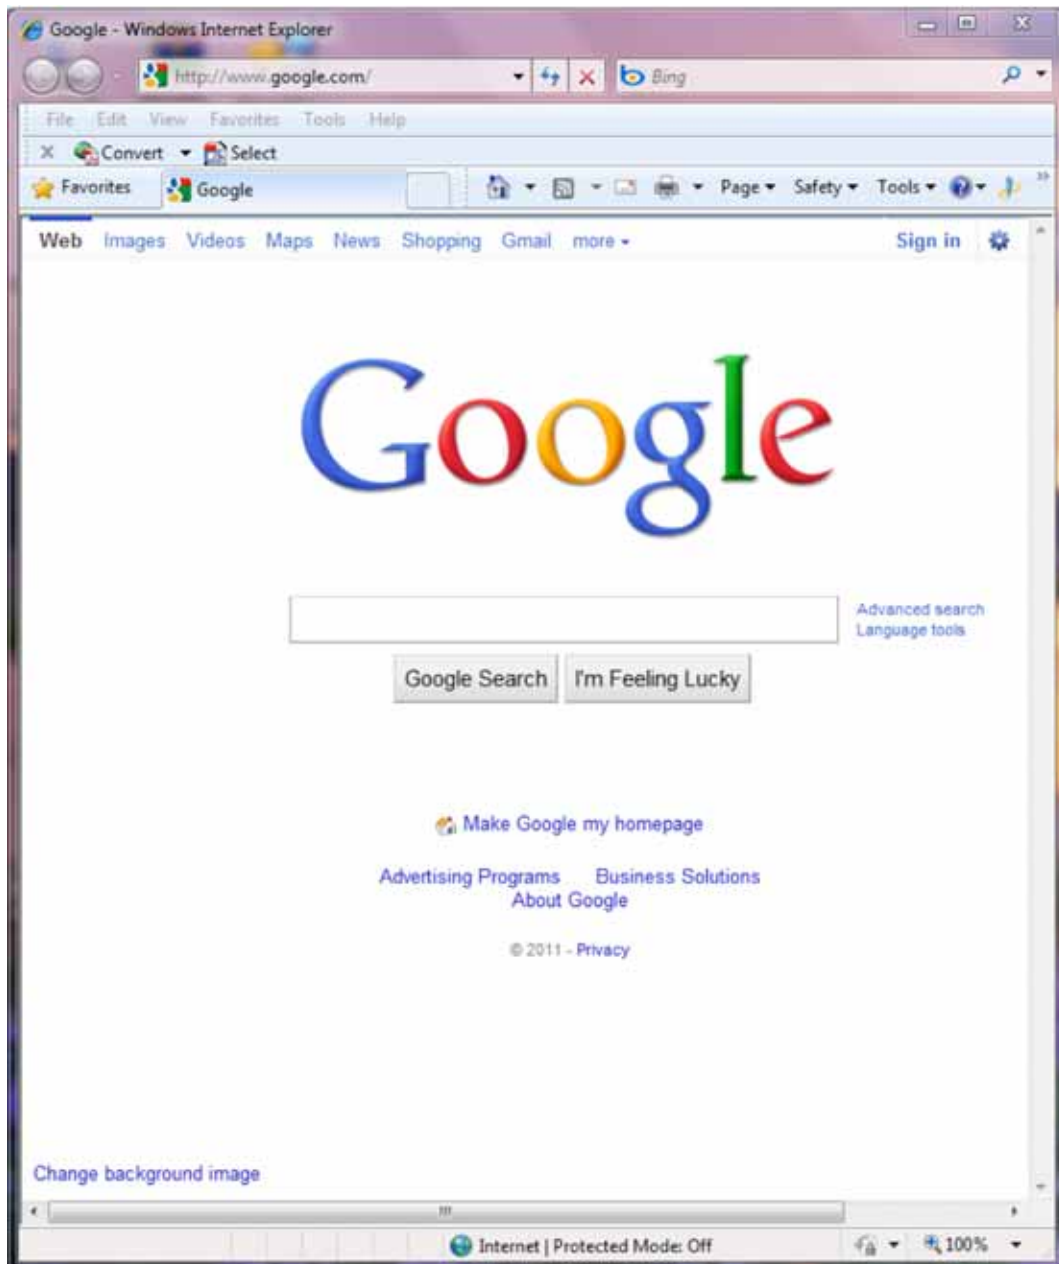 Google - Windows Internet Explorer
http://www.google.com/ Bing
File Edit View Favorites Tools Help
X Convert Select
Favorites Google Page Safety Tools
Web Images Videos Maps News Shopping Gmail more Sign in
Google
Advanced search
Language tools
Google Search I'm Feeling Lucky
Make Google my homepage
Advertising Programs Business Solutions
About Google
© 2011 - Privacy
Change background image
Internet | Protected Mode: Off 100%